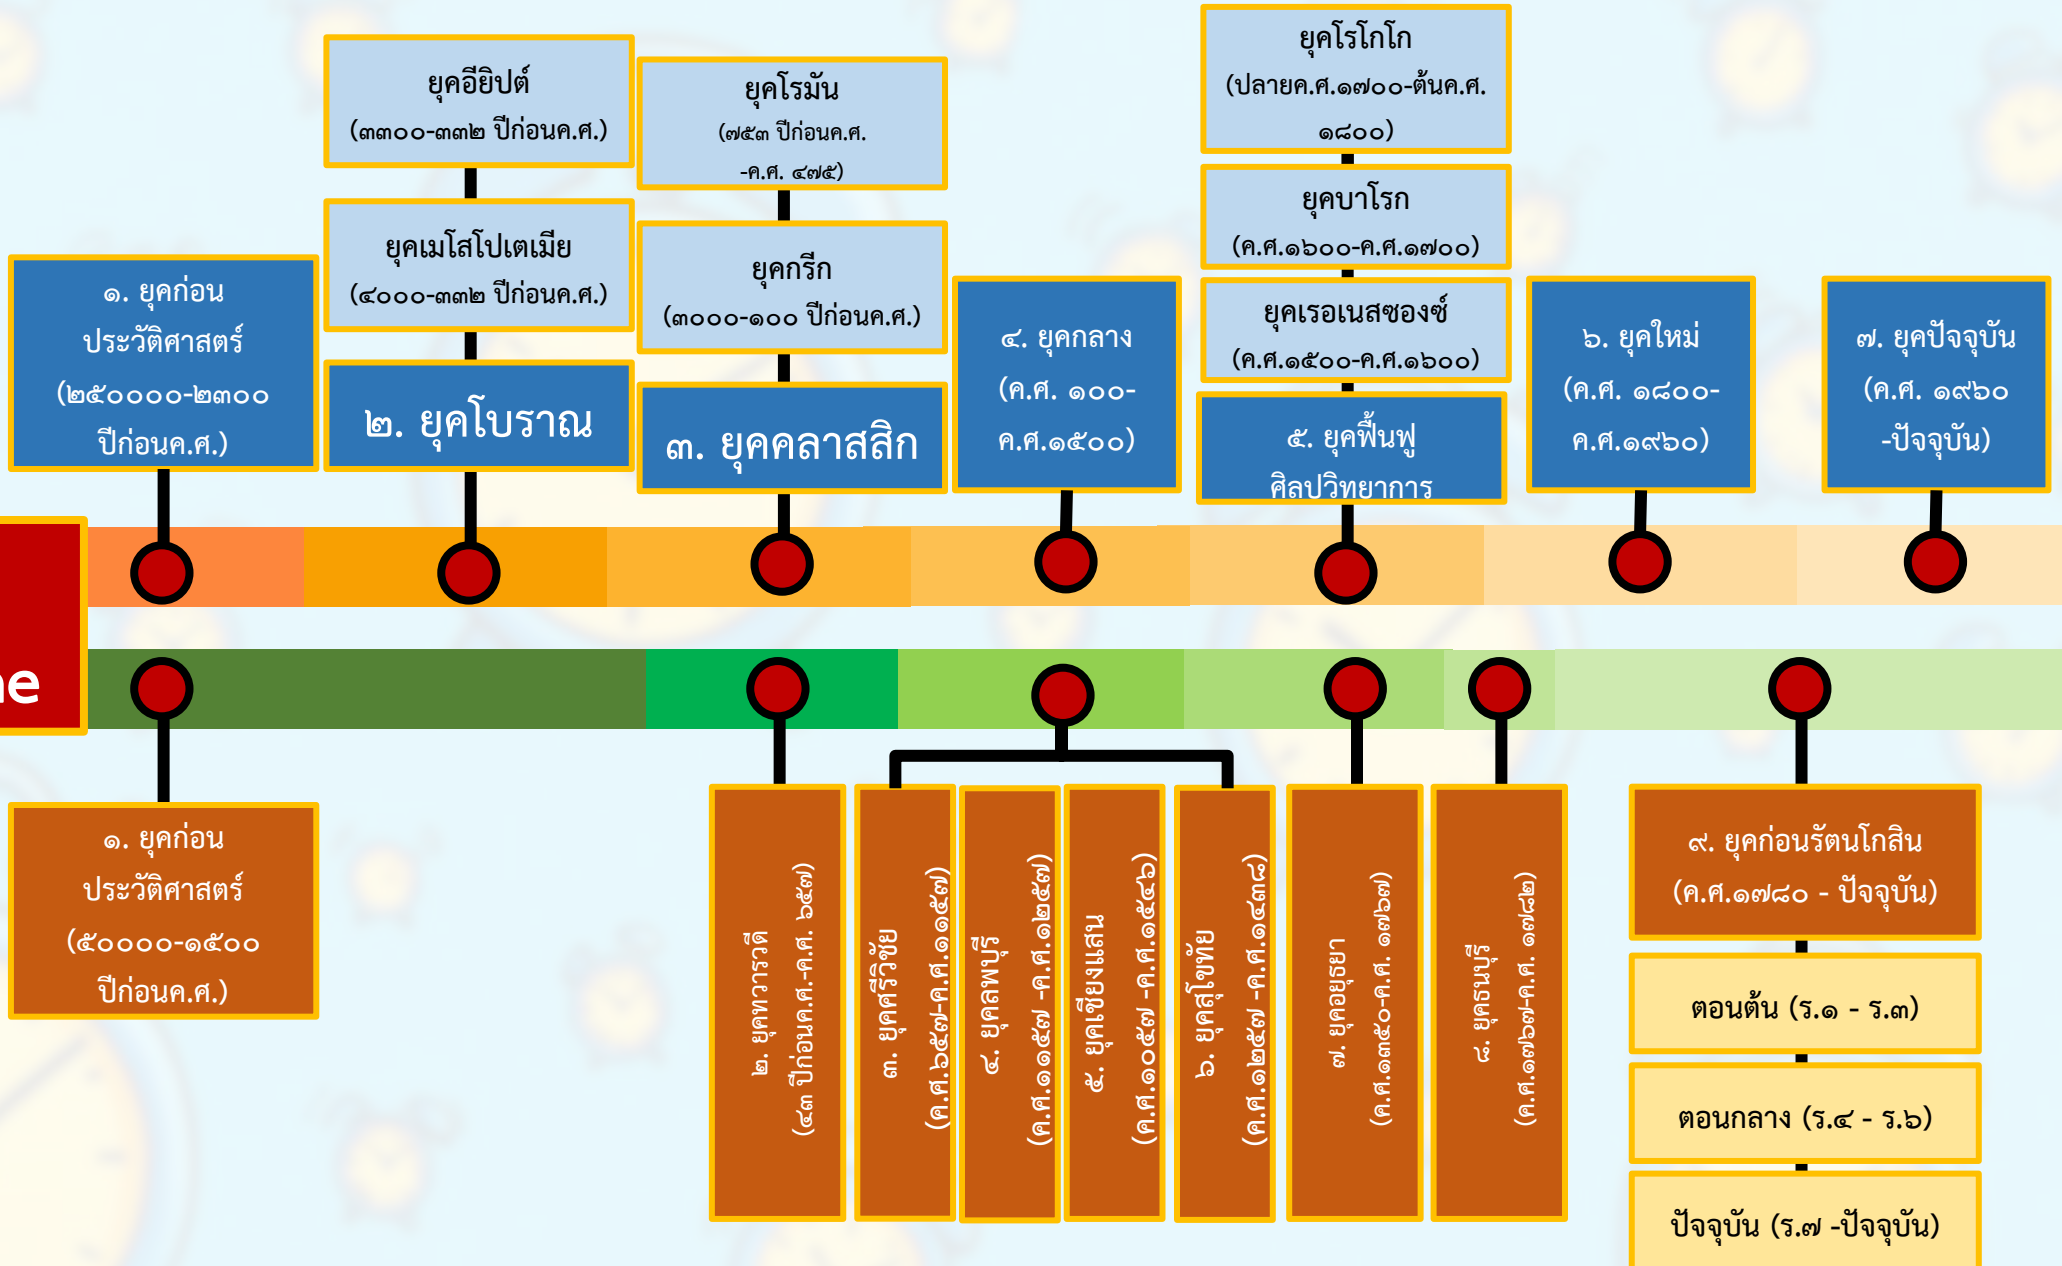 ยุคอียิปต์
(๓๓๐๐-๓๓๒ ปีก่อนค.ศ.)
ยุคเมโสโปเตเมีย
(๔๐๐๐-๓๓๒ ปีก่อนค.ศ.)
ยุคโรมัน
(๗๕๓ ปีก่อนค.ศ.
-ค.ศ. ๔๗๕)
ยุคกรีก
(๓๐๐๐-๑๐๐ ปีก่อนค.ศ.)
ยุคโรโกโก
(ปลายค.ศ.๑๗๐๐-ต้นค.ศ.
๑๘๐๐)
ยุคบาโรก
(ค.ศ.๑๖๐๐-ค.ศ.๑๗๐๐)
ยุคเรอเนสซองซ์
(ค.ศ.๑๕๐๐-ค.ศ.๑๖๐๐)
๑. ยุคก่อน
ประวัติศาสตร์
(๒๕๐๐๐๐-๒๓๐๐
ปีก่อนค.ศ.)
๒. ยุคโบราณ
๓. ยุคคลาสสิก
๔. ยุคกลาง
(ค.ศ. ๑๐๐-
ค.ศ.๑๕๐๐)
๕. ยุคฟื้นฟู
ศิลปวิทยาการ
๖. ยุคใหม่
(ค.ศ. ๑๘๐๐-
ค.ศ.๑๙๖๐)
๗. ยุคปัจจุบัน
(ค.ศ. ๑๙๖๐
-ปัจจุบัน)
๑. ยุคก่อน
ประวัติศาสตร์
(๕๐๐๐๐-๑๕๐๐
ปีก่อนค.ศ.)
๒. ยุคทวารวดี
(๔๓ ปีก่อนค.ศ.-ค.ศ. ๖๕๗)
๓. ยุคศรีวิชัย
(ค.ศ.๖๕๗-ค.ศ.๑๑๕๗)
๔. ยุคลพบุรี
(ค.ศ.๑๑๕๗ -ค.ศ.๑๒๕๗)
๕. ยุคเชียงแสน
(ค.ศ.๑๐๕๗ -ค.ศ.๑๕๔๖)
๖. ยุคสุโขทัย
(ค.ศ.๑๒๕๗ -ค.ศ.๑๔๓๘)
๗. ยุคอยุธยา
(ค.ศ.๑๓๕๐-ค.ศ. ๑๗๖๗)
๘. ยุคธนบุรี
(ค.ศ.๑๗๖๗-ค.ศ. ๑๗๘๒)
๙. ยุคก่อนรัตนโกสิน
(ค.ศ.๑๗๘๐ - ปัจจุบัน)
ตอนต้น (ร.๑ - ร.๓)
ตอนกลาง (ร.๔ - ร.๖)
ปัจจุบัน (ร.๗ -ปัจจุบัน)